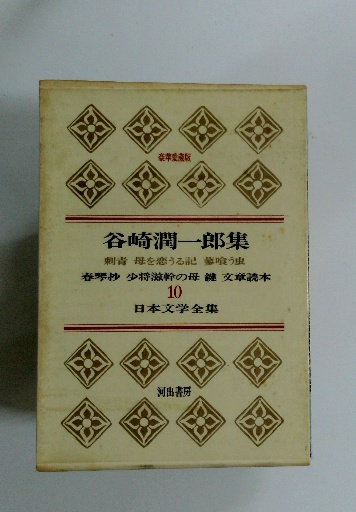 豪華愛蔵版
谷崎潤一郎集
刺青 母を恋うる記 蓼喰う虫
春琴抄 少将滋幹の母 鍵 文章読本
10
日本文学全集
河出書房